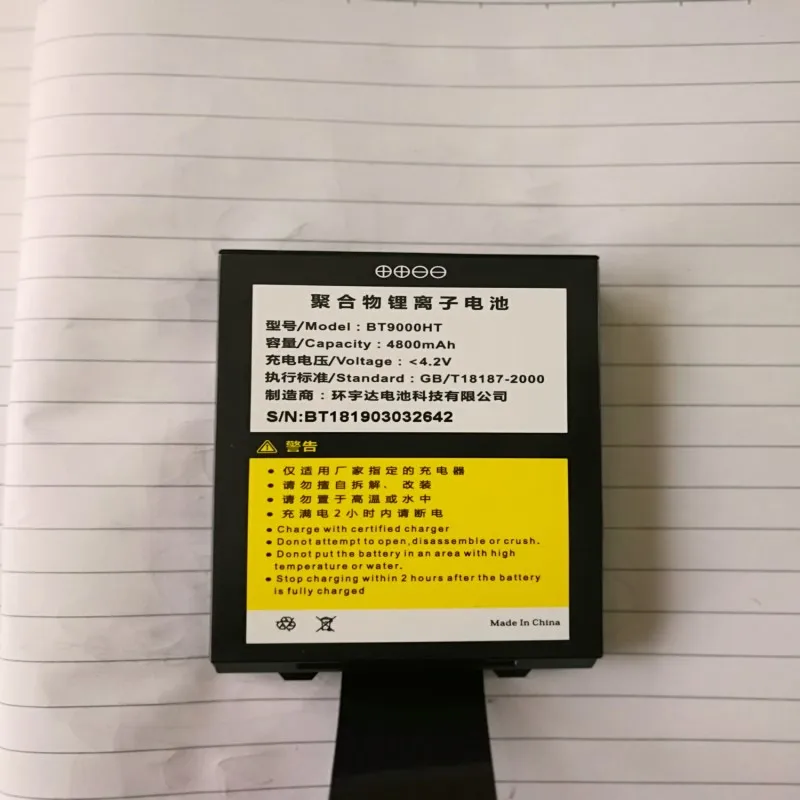 ⊕⊕⊖⊖
聚合物锂离子电池
型号/Model：BT9000HT
容量/Capacity：4800mAh
充电电压/Voltage：<4.2V
执行标准/Standard：GB/T18187-2000
制造商：环宇达电池科技有限公司
S/N:BT181903032642
警告
• 仅适用厂家指定的充电器
• 请勿擅自拆解、改装
• 请勿置于高温或水中
• 充满电2小时内请断电
• Charge with certified charger
• Donot attempt to open,disassemble or crush.
• Donot put the battery in an area with high
temperature or water.
• Stop charging within 2 hours after the battery
is fully charged
Made In China